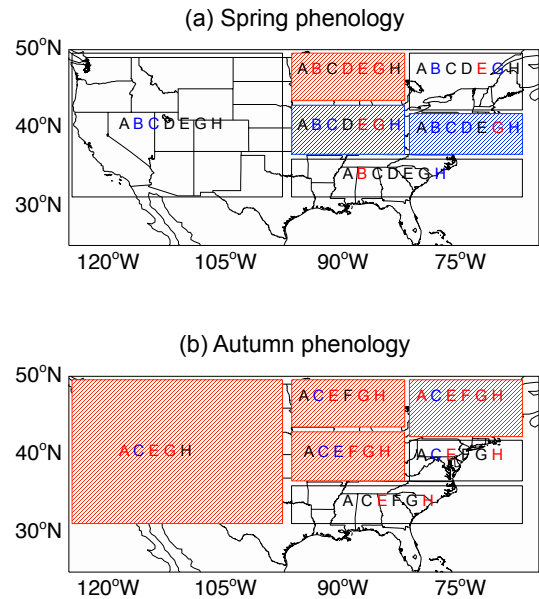 (a) Spring phenology
50°N
A B C D E G H
A B C D E G H
40°N
A B C D E G H
A B C D E G H
A B C D E G H
A B C D E G H
30°N
120°W 105°W 90°W 75°W
(b) Autumn phenology
50°N
A C E F G H
A C E F G H
40°N
A C E G H
A C E F G H
A C E F G H
A C E F G H
30°N
120°W 105°W 90°W 75°W